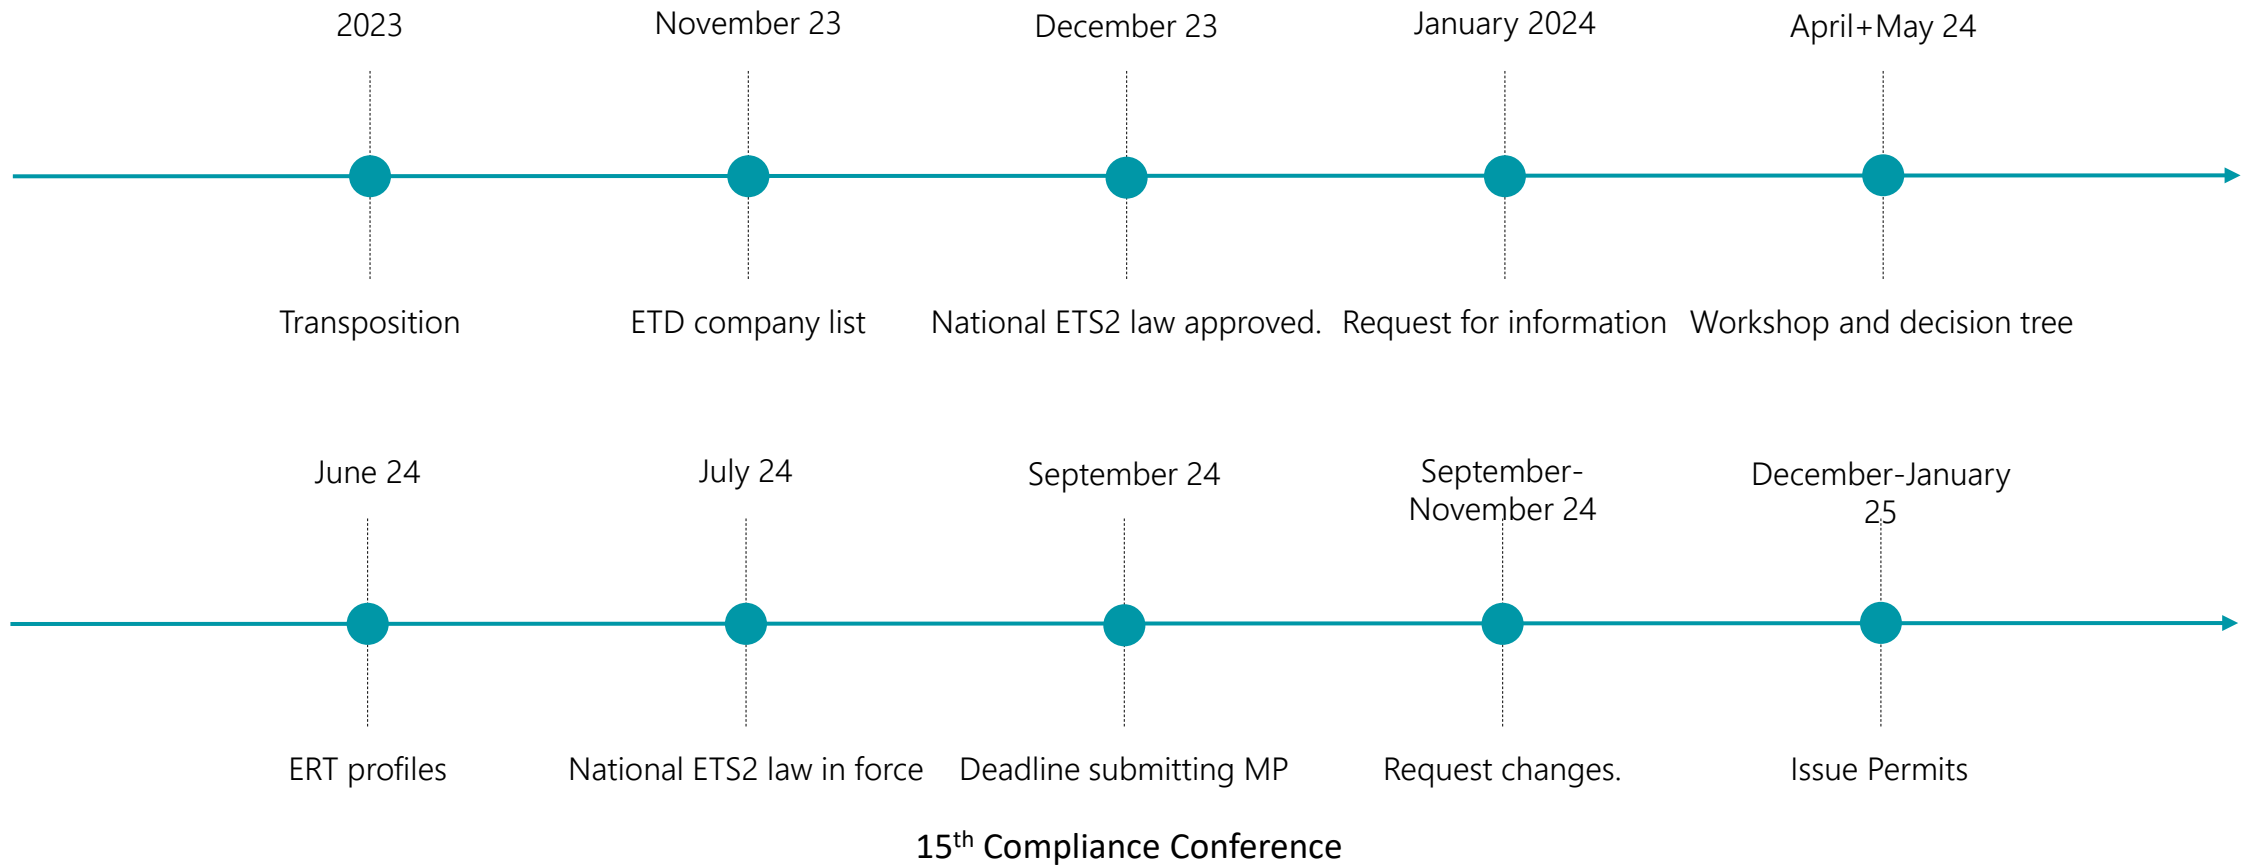 2023
November 23
December 23
January 2024
April+May 24
Transposition
ETD company list
National ETS2 law approved.
Request for information
Workshop and decision tree
June 24
July 24
September 24
September-
November 24
December-January
25
ERT profiles
National ETS2 law in force
Deadline submitting MP
Request changes.
Issue Permits
15th Compliance Conference